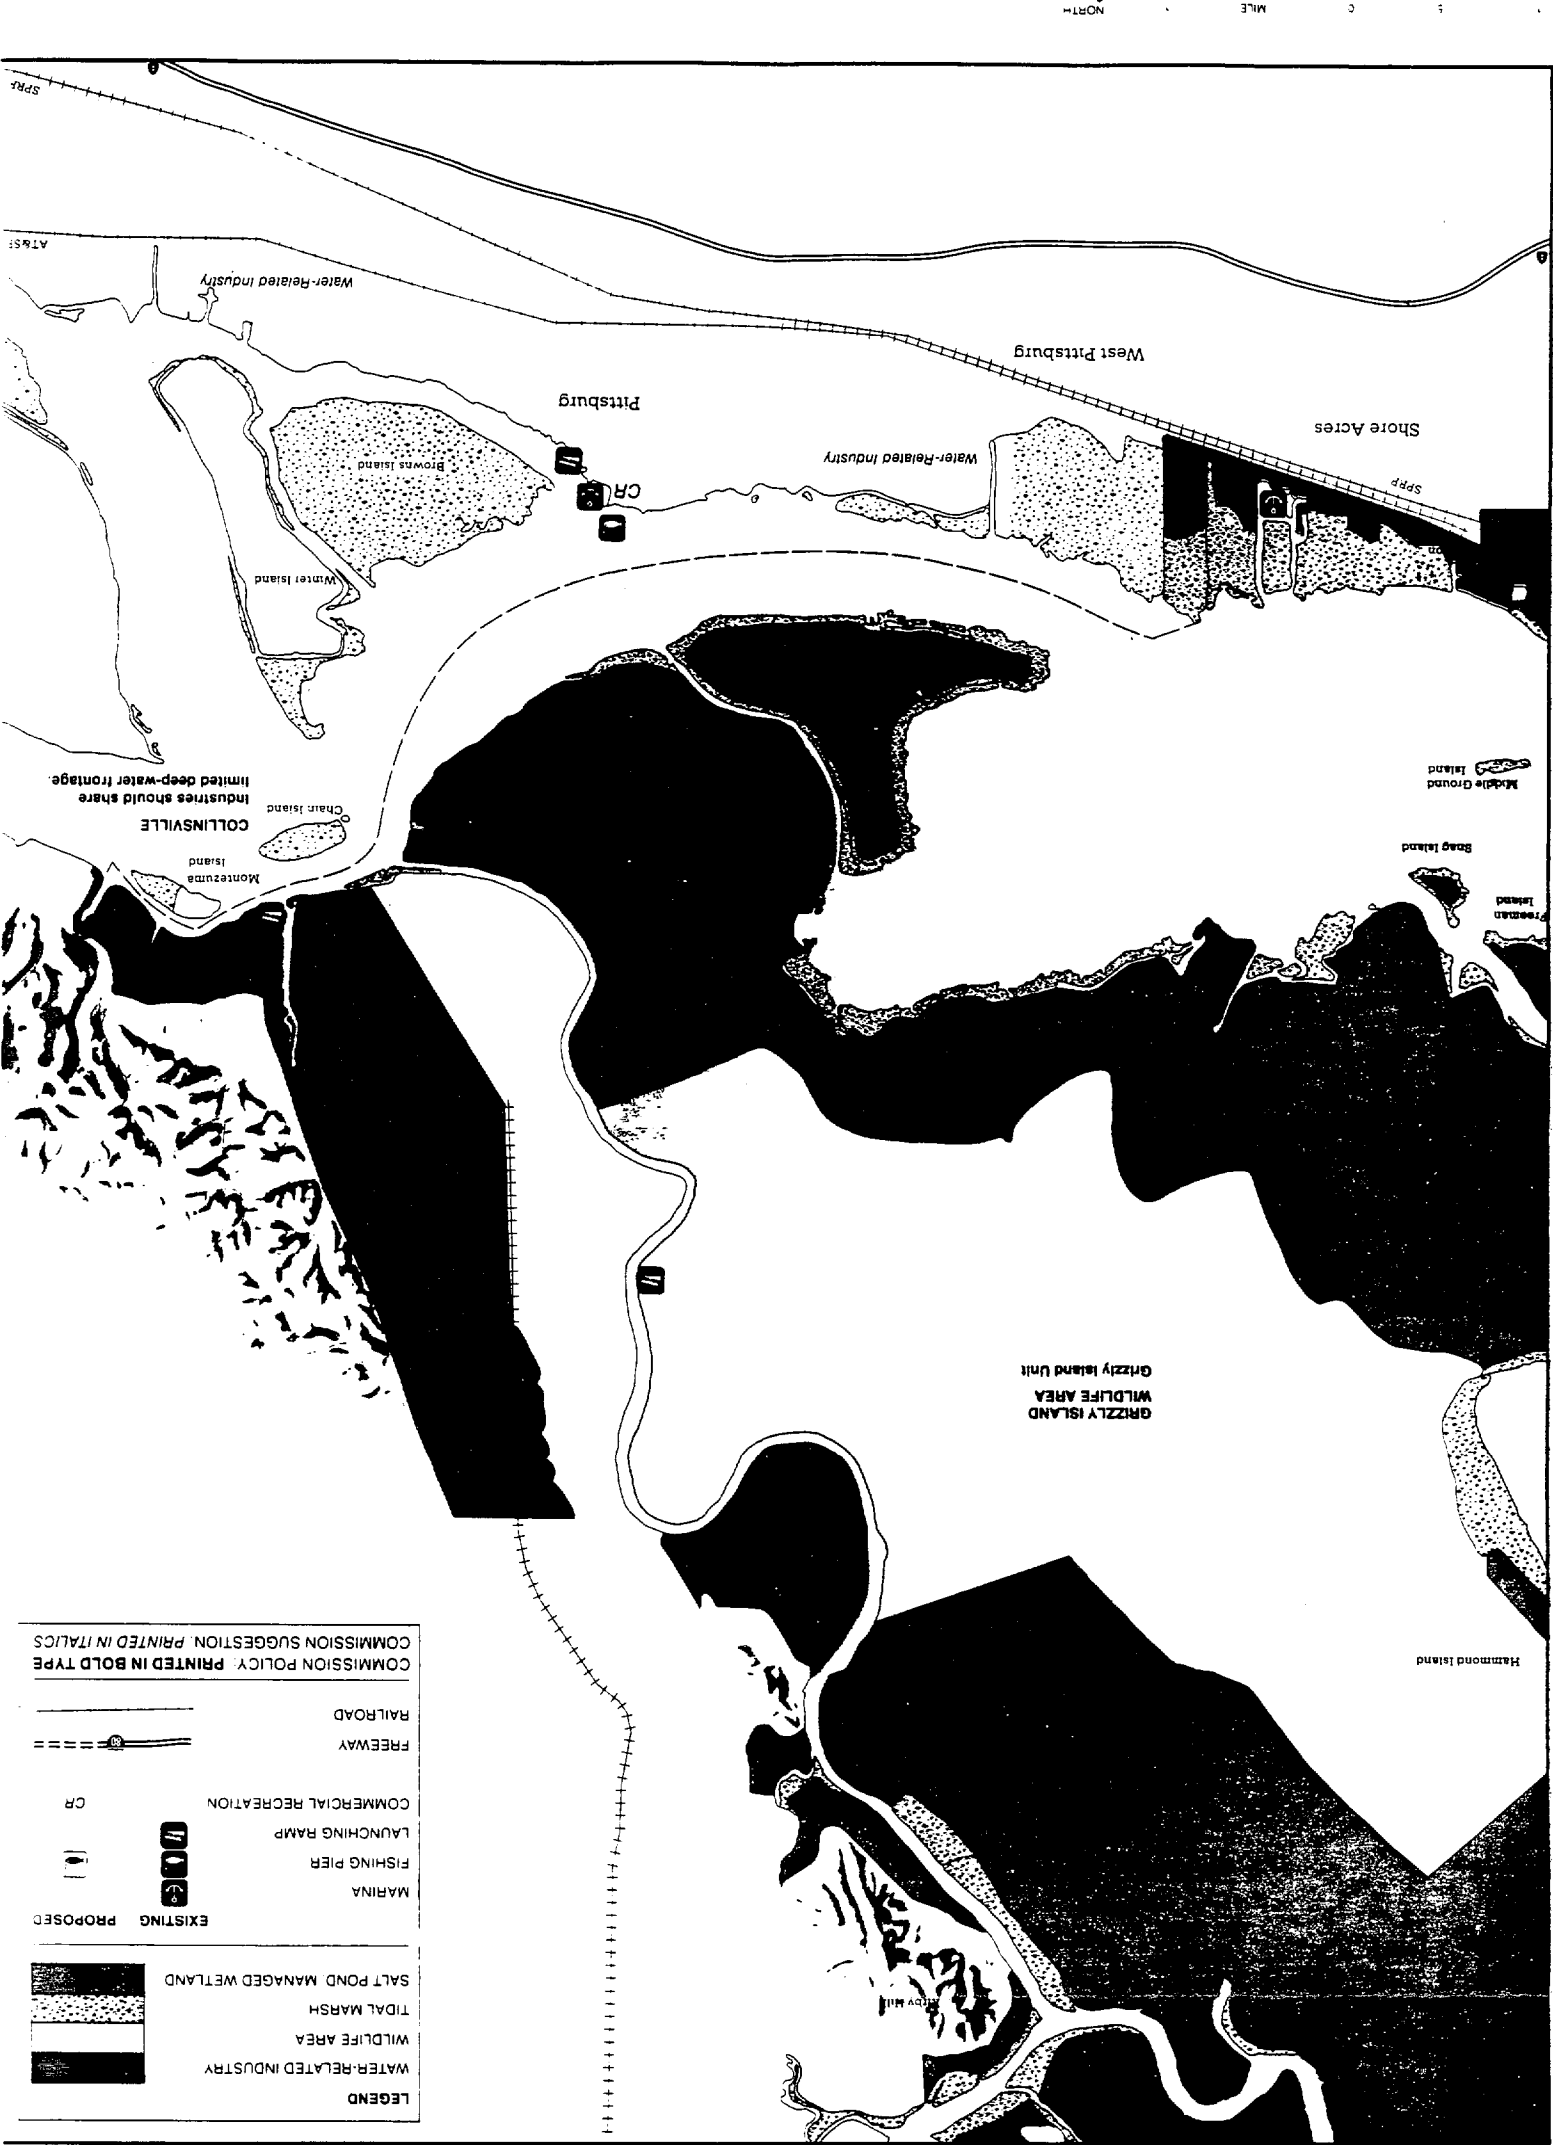 LEGEND
WATER-RELATED INDUSTRY
WILDLIFE AREA
TIDAL MARSH
SALT POND MANAGED WETLAND
EXISTING PROPOSED
MARINA
FISHING PIER
LAUNCHING RAMP
COMMERCIAL RECREATION CR
FREEWAY
RAILROAD
COMMISSION POLICY: PRINTED IN BOLD TYPE
COMMISSION SUGGESTION: PRINTED IN ITALICS
Kirby Hill
Hammond Island
GRIZZLY ISLAND
WILDLIFE AREA
Grizzly Island Unit
Freeman
Island
Snag Island
Middle Ground
Island
Montezuma
Island
Chain Island
COLLINSVILLE
Industries should share
limited deep-water frontage.
Winter Island
Browns Island
CR
Pittsburg
Water-Related Industry
Water-Related Industry
SPRR
Shore Acres
West Pittsburg
AT&SF
SPRR
NORTH
MILE